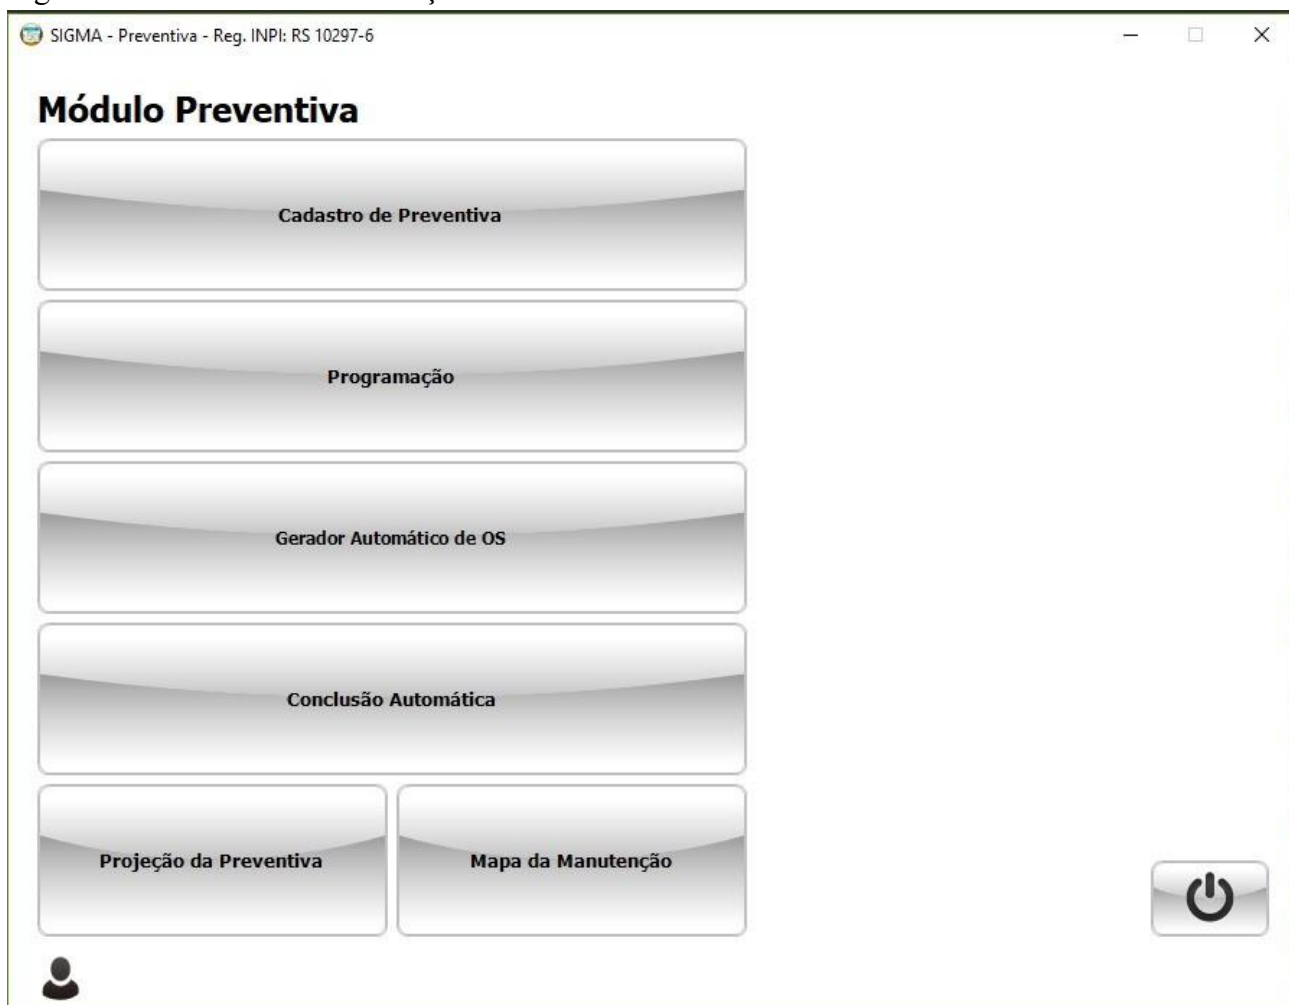 SIGMA - Preventiva - Reg. INPI: RS 10297-6
Módulo Preventiva
Cadastro de Preventiva
Programação
Gerador Automático de OS
Conclusão Automática
Projeção da Preventiva
Mapa da Manutenção